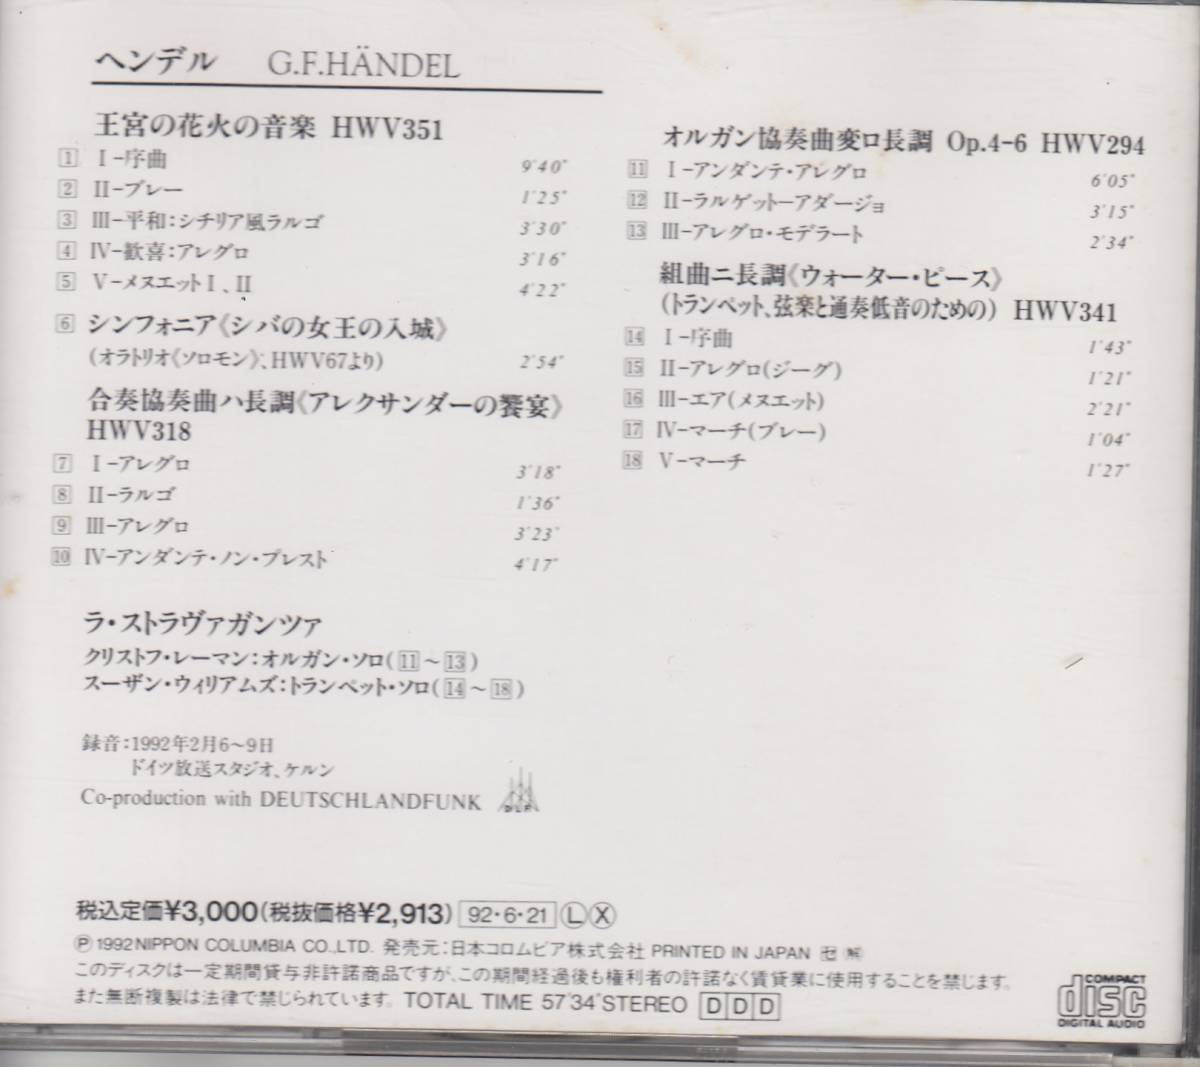 ヘンデル G.F.HÄNDEL
王宮の花火の音楽 HWV351
1 I-序曲 9'40"
2 II-ブレー 1'25"
3 III-平和:シチリア風ラルゴ 3'30"
4 IV-歓喜:アレグロ 3'16"
5 V-メヌエットI、II 4'22"
6 シンフォニア《シバの女王の入城》
(オラトリオ《ソロモン》、HWV67より) 2'54"
合奏協奏曲ハ長調《アレクサンダーの饗宴》
HWV318
7 I-アレグロ 3'18"
8 II-ラルゴ 1'36"
9 III-アレグロ 3'23"
10 IV-アンダンテ・ノン・プレスト 4'17"
オルガン協奏曲変ロ長調 Op.4-6 HWV294
11 I-アンダンテ・アレグロ 6'05"
12 II-ラルゲット-アダージョ 3'15"
13 III-アレグロ・モデラート 2'34"
組曲ニ長調《ウォーター・ピース》
(トランペット、弦楽と通奏低音のための) HWV341
14 I-序曲 1'43"
15 II-アレグロ(ジーグ) 1'21"
16 III-エア(メヌエット) 2'21"
17 IV-マーチ(ブレー) 1'04"
18 V-マーチ 1'27"
ラ・ストラヴァガンツァ
クリストフ・レーマン:オルガン・ソロ(11~13)
スーザン・ウィリアムズ:トランペット・ソロ(14~18)
録音:1992年2月6~9日
ドイツ放送スタジオ、ケルン
Co-production with DEUTSCHLANDFUNK DLF
税込定価¥3,000(税抜価格¥2,913) 92・6・21 Ⓛ Ⓧ
Ⓟ 1992 NIPPON COLUMBIA CO.,LTD. 発売元:日本コロムビア株式会社 PRINTED IN JAPAN
このディスクは一定期間貸与非許諾商品ですが、この期間経過後も権利者の許諾なく賃貸業に使用することを禁じます。
また無断複製は法律で禁じられています。 TOTAL TIME 57'34" STEREO DDD
COMPACT
disc
DIGITAL AUDIO